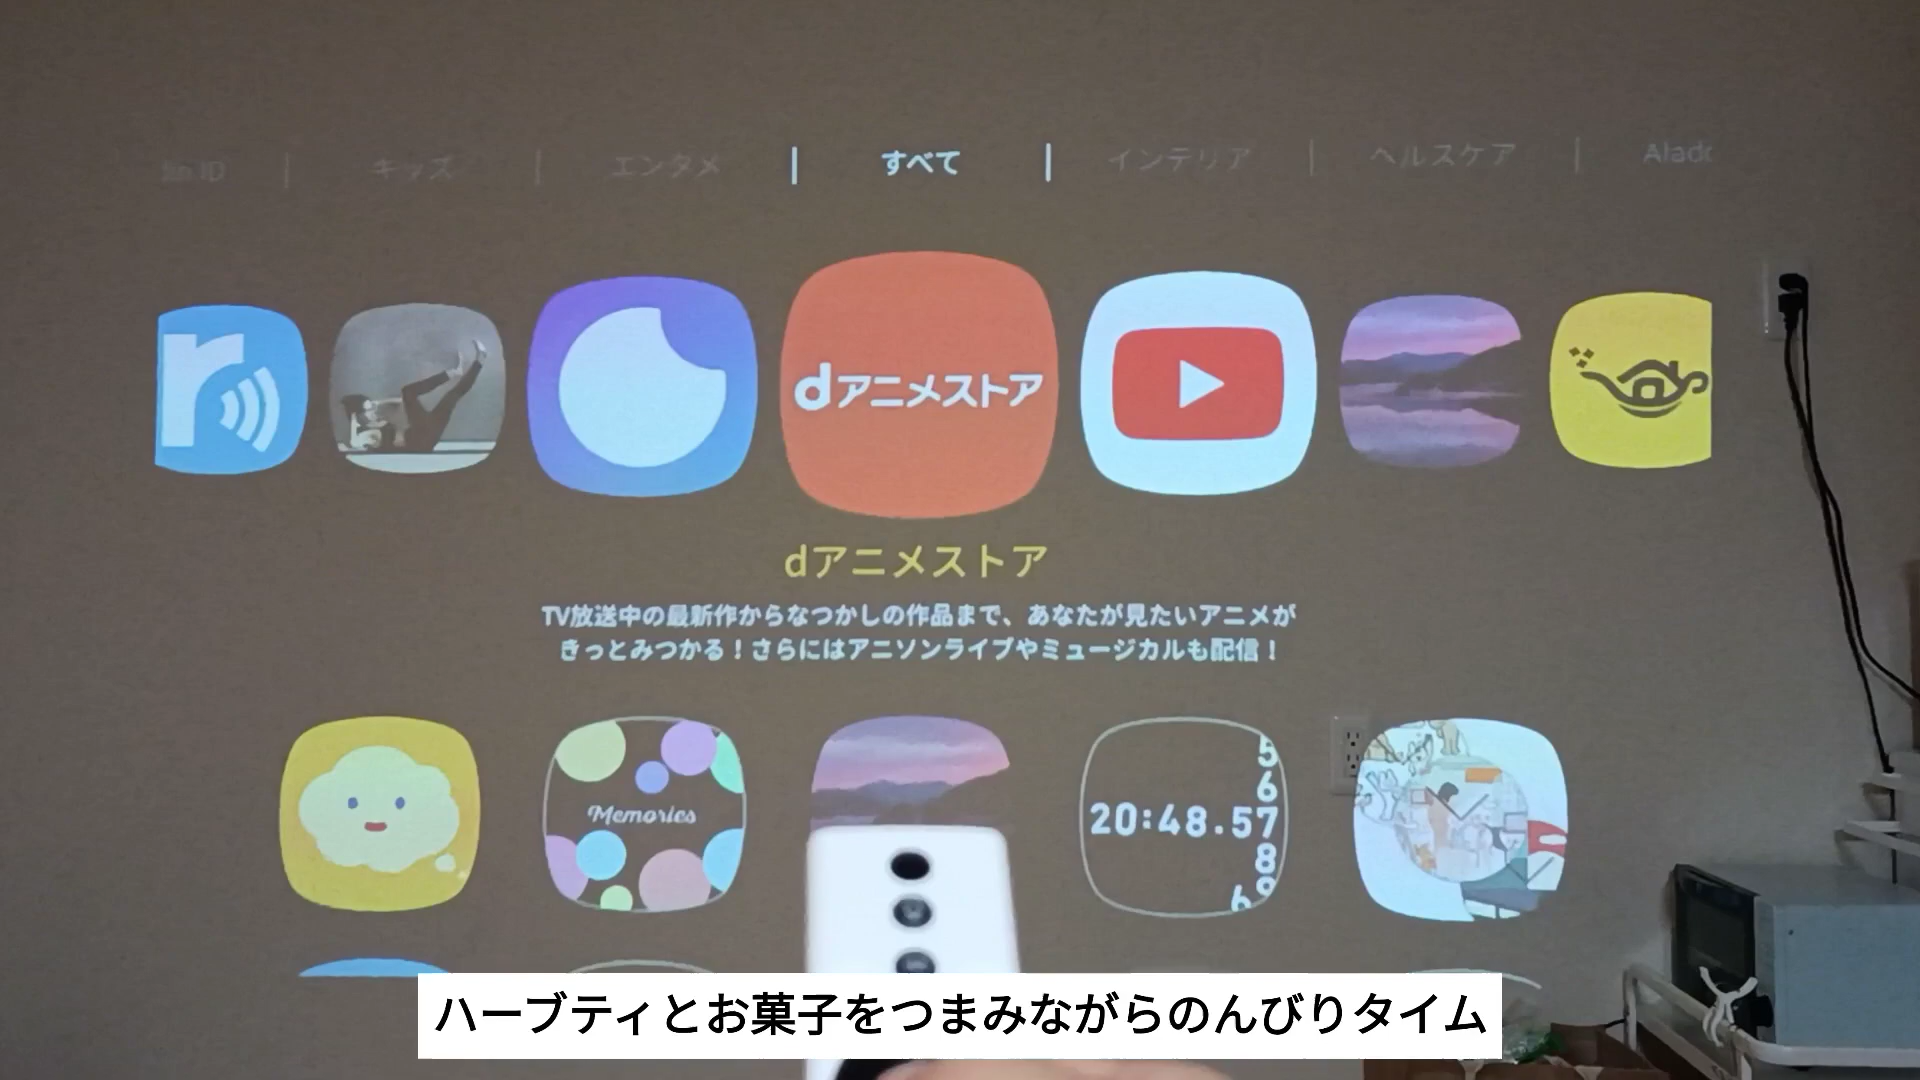 キッズ
エンタメ
すべて
インテリア
ヘルスケア
dアニメストア
dアニメストア
TV放送中の最新作からなつかしの作品まで、あなたが見たいアニメが
きっとみつかる！さらにはアニソンライブやミュージカルも配信！
Memories
5
6
20:48.57
8
ハーブティとお菓子をつまみながらのんびりタイム